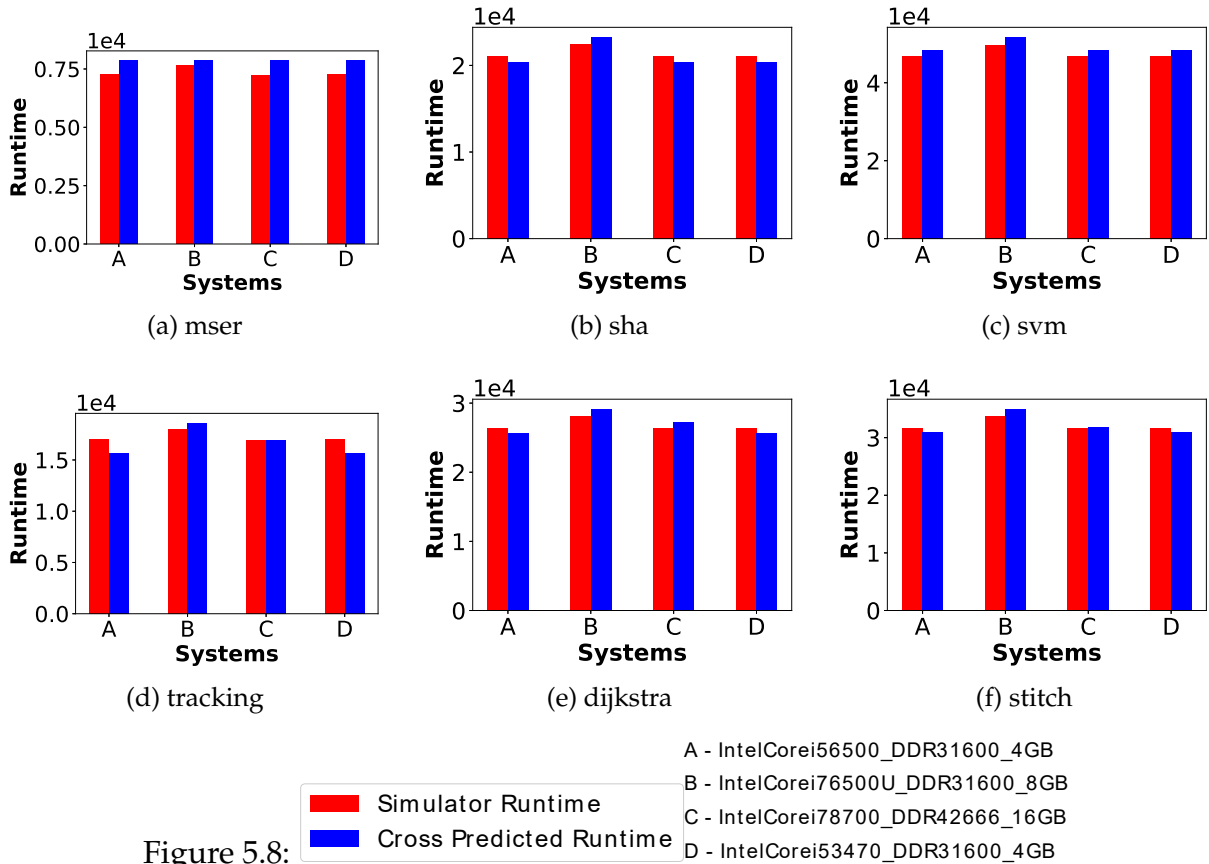 1e4
0.75
0.50
0.25
0.00
Runtime
A B C D
Systems
(a) mser
1e4
2
1
0
Runtime
A B C D
Systems
(b) sha
1e4
4
2
0
Runtime
A B C D
Systems
(c) svm
1e4
1.5
1.0
0.5
0.0
Runtime
A B C D
Systems
(d) tracking
1e4
3
2
1
0
Runtime
A B C D
Systems
(e) dijkstra
1e4
3
2
1
0
Runtime
A B C D
Systems
(f) stitch
Figure 5.8:
Simulator Runtime
Cross Predicted Runtime
A - IntelCorei56500_DDR31600_4GB
B - IntelCorei76500U_DDR31600_8GB
C - IntelCorei78700_DDR42666_16GB
D - IntelCorei53470_DDR31600_4GB